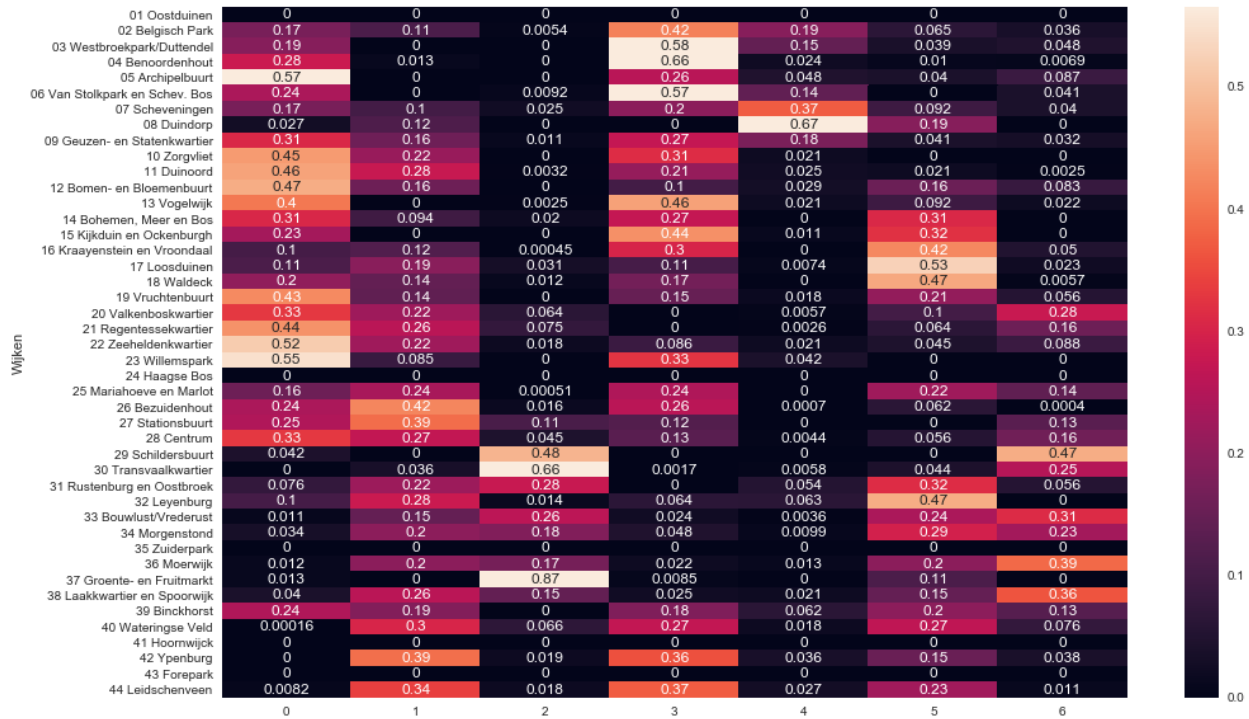 01 Oostduinen 0 0 0 0 0 0 0
02 Belgisch Park 0.17 0.11 0.0054 0.42 0.19 0.065 0.036
03 Westbroekpark/Duttendel 0.19 0 0 0.58 0.15 0.039 0.048
04 Benoordenhout 0.28 0.013 0 0.66 0.024 0.01 0.0069
05 Archipelbuurt 0.57 0 0 0.26 0.048 0.04 0.087
0.5
06 Van Stolkpark en Schev. Bos 0.24 0 0.0092 0.57 0.14 0 0.041
07 Scheveningen 0.17 0.1 0.025 0.2 0.37 0.092 0.04
08 Duindorp 0.027 0.12 0 0 0.67 0.19 0
09 Geuzen- en Statenkwartier 0.31 0.16 0.011 0.27 0.18 0.041 0.032
10 Zorgvliet 0.45 0.22 0 0.31 0.021 0 0
11 Duinoord 0.46 0.28 0.0032 0.21 0.025 0.021 0.0025
12 Bomen- en Bloemenbuurt 0.47 0.16 0 0.1 0.029 0.16 0.083
13 Vogelwijk 0.4 0 0.0025 0.46 0.021 0.092 0.022
0.4
14 Bohemen, Meer en Bos 0.31 0.094 0.02 0.27 0 0.31 0
15 Kijkduin en Ockenburgh 0.23 0 0 0.44 0.011 0.32 0
16 Kraayenstein en Vroondaal 0.1 0.12 0.00045 0.3 0 0.42 0.05
17 Loosduinen 0.11 0.19 0.031 0.11 0.0074 0.53 0.023
18 Waldeck 0.2 0.14 0.012 0.17 0 0.47 0.0057
19 Vruchtenbuurt 0.43 0.14 0 0.15 0.018 0.21 0.056
20 Valkenboskwartier 0.33 0.22 0.064 0 0.0057 0.1 0.28
21 Regentessekwartier 0.44 0.26 0.075 0 0.0026 0.064 0.16
0.3
Wijken
22 Zeeheldenkwartier 0.52 0.22 0.018 0.086 0.021 0.045 0.088
23 Willemspark 0.55 0.085 0 0.33 0.042 0 0
24 Haagse Bos 0 0 0 0 0 0 0
25 Mariahoeve en Marlot 0.16 0.24 0.00051 0.24 0 0.22 0.14
26 Bezuidenhout 0.24 0.42 0.016 0.26 0.0007 0.062 0.0004
27 Stationsbuurt 0.25 0.39 0.11 0.12 0 0 0.13
28 Centrum 0.33 0.27 0.045 0.13 0.0044 0.056 0.16
29 Schildersbuurt 0.042 0 0.48 0 0 0 0.47
0.2
30 Transvaalkwartier 0 0.036 0.66 0.0017 0.0058 0.044 0.25
31 Rustenburg en Oostbroek 0.076 0.22 0.28 0 0.054 0.32 0.056
32 Leyenburg 0.1 0.28 0.014 0.064 0.063 0.47 0
33 Bouwlust/Vrederust 0.011 0.15 0.26 0.024 0.0036 0.24 0.31
34 Morgenstond 0.034 0.2 0.18 0.048 0.0099 0.29 0.23
35 Zuiderpark 0 0 0 0 0 0 0
36 Moerwijk 0.012 0.2 0.17 0.022 0.013 0.2 0.39
37 Groente- en Fruitmarkt 0.013 0 0.87 0.0085 0 0.11 0
0.1
38 Laakkwartier en Spoorwijk 0.04 0.26 0.15 0.025 0.021 0.15 0.36
39 Binckhorst 0.24 0.19 0 0.18 0.062 0.2 0.13
40 Wateringse Veld 0.00016 0.3 0.066 0.27 0.018 0.27 0.076
41 Hoornwijck 0 0 0 0 0 0 0
42 Ypenburg 0 0.39 0.019 0.36 0.036 0.15 0.038
43 Forepark 0 0 0 0 0 0 0
44 Leidschenveen 0.0082 0.34 0.018 0.37 0.027 0.23 0.011
0.0
0 1 2 3 4 5 6